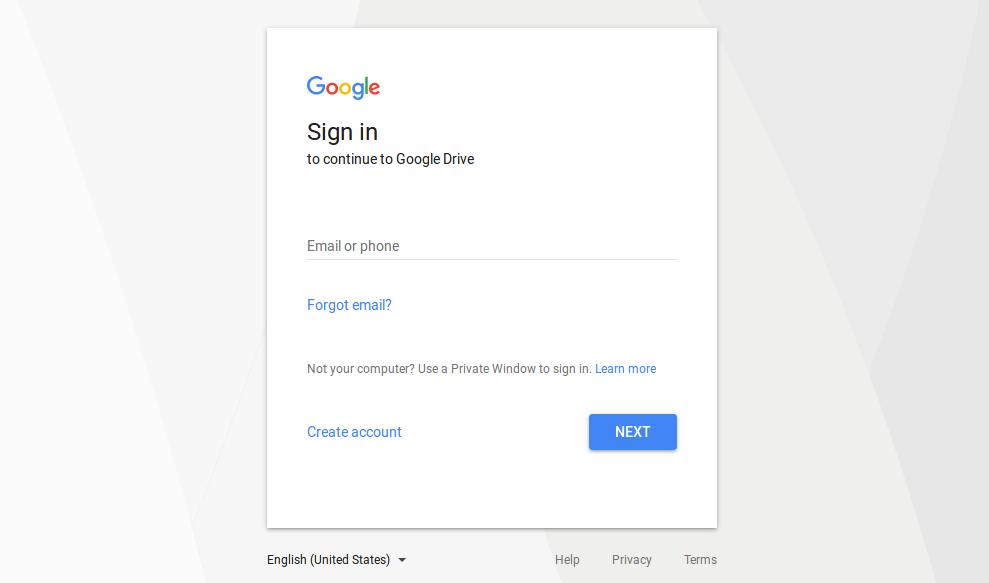 Google
Sign in
to continue to Google Drive
Email or phone
Forgot email?
Not your computer? Use a Private Window to sign in. Learn more
Create account
NEXT
English (United States)
Help
Privacy
Terms